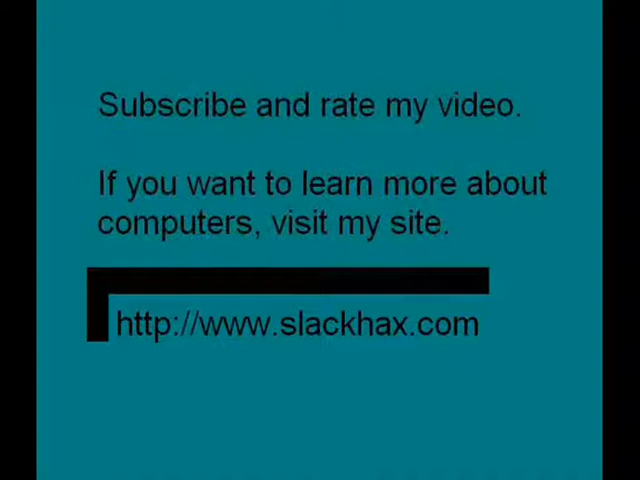 Subscribe and rate my video.
If you want to learn more about
computers, visit my site.
http://www.slackhax.com